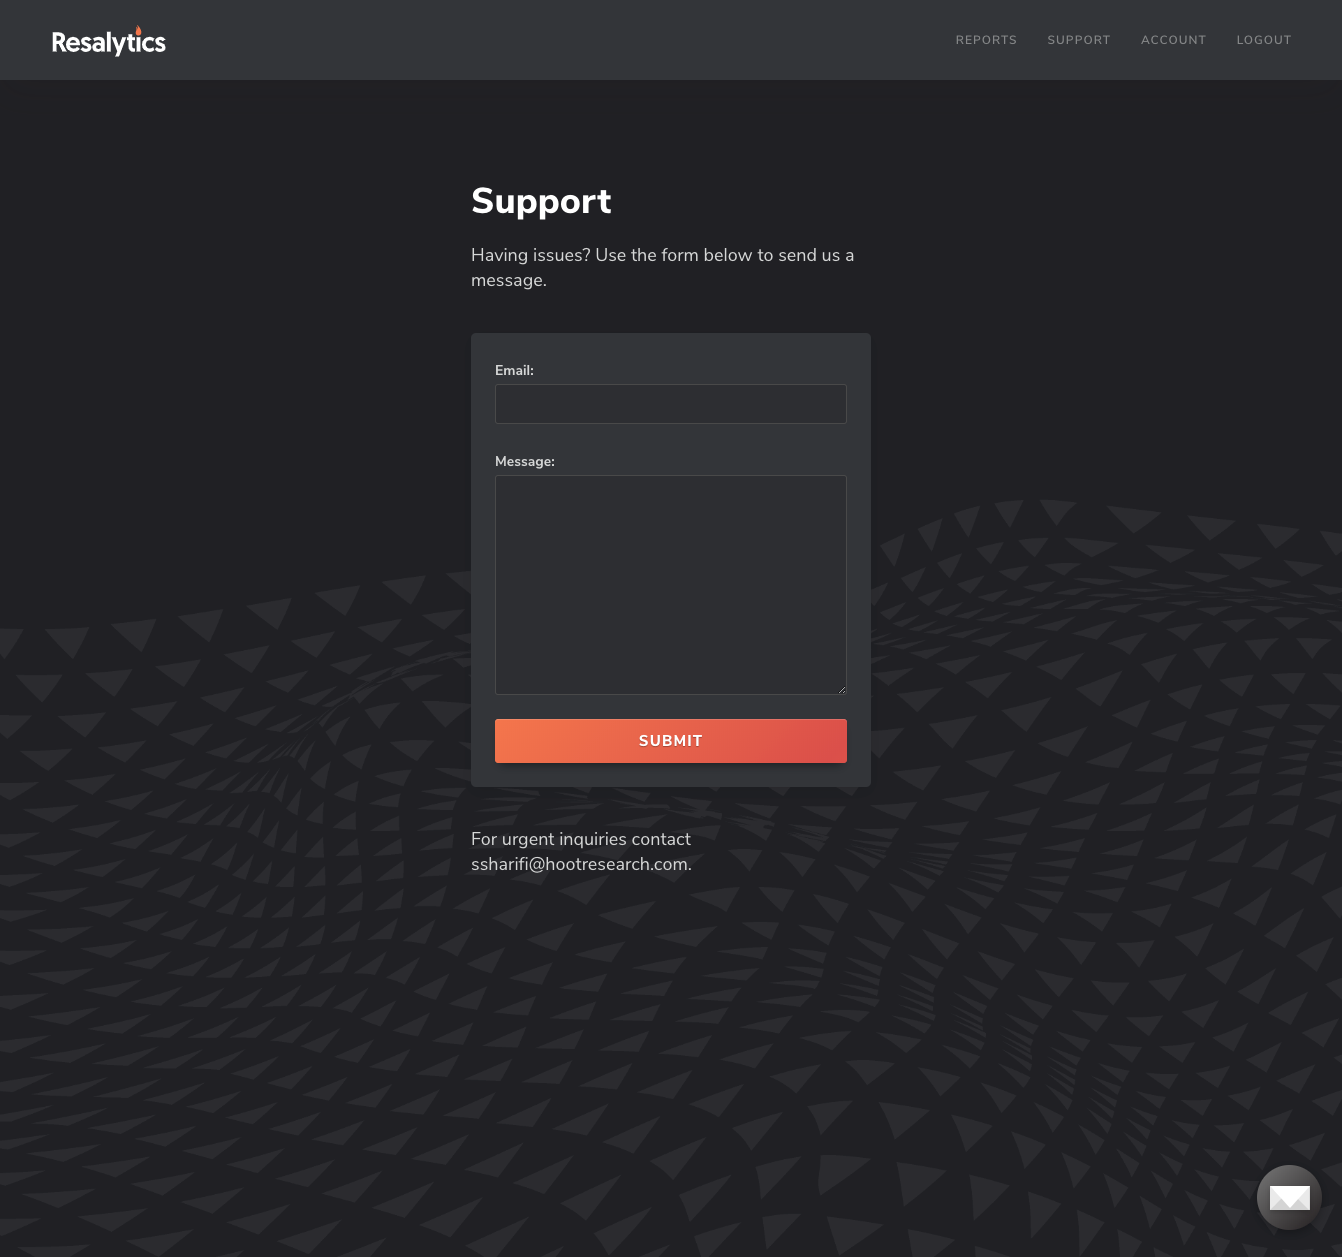 Resalytics
REPORTS SUPPORT ACCOUNT LOGOUT
Support
Having issues? Use the form below to send us a
message.
Email:
Message:
SUBMIT
For urgent inquiries contact
ssharifi@hootresearch.com.